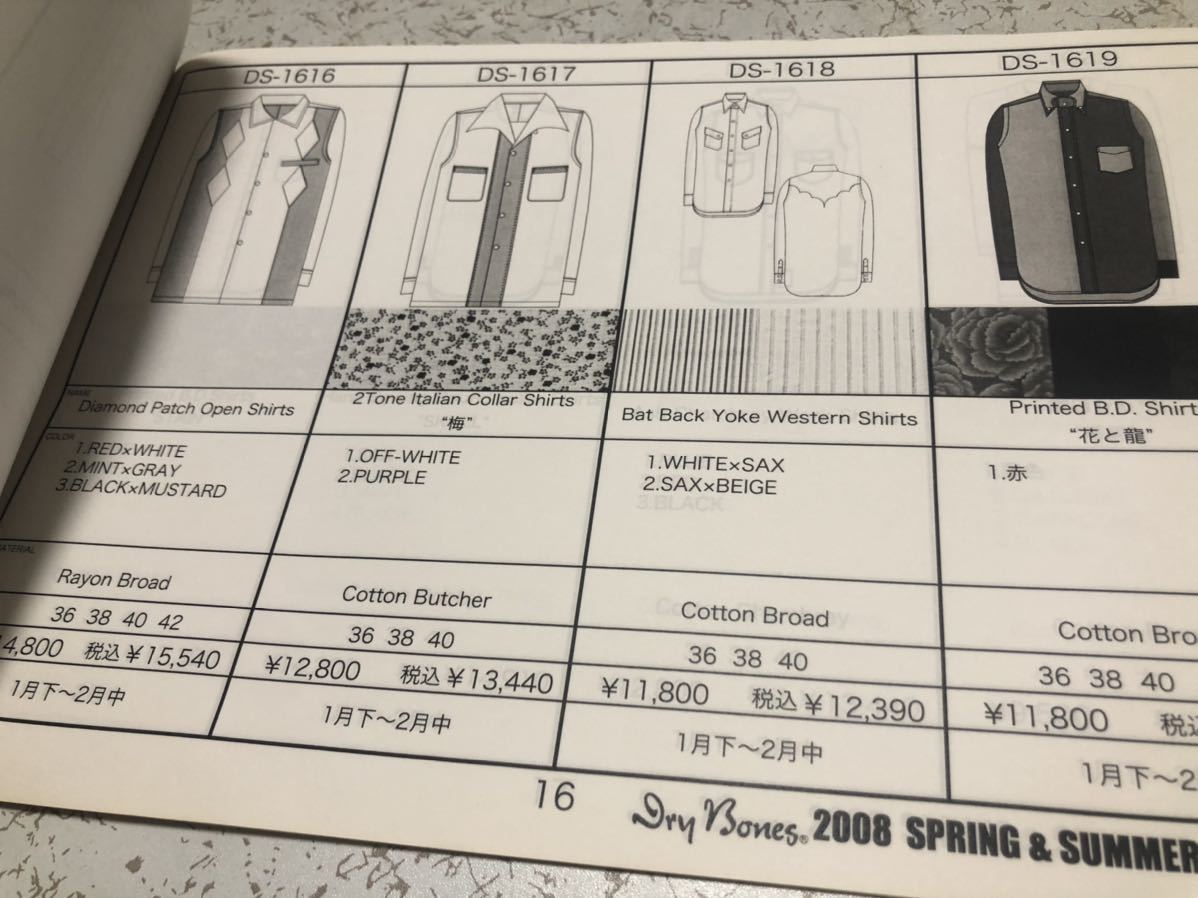 DS-1616
DS-1617
DS-1618
DS-1619
NAME
Diamond Patch Open Shirts
2Tone Italian Collar Shirts
“梅”
Bat Back Yoke Western Shirts
Printed B.D. Shirt
“花と龍”
COLOR
1.RED×WHITE
2.MINT×GRAY
3.BLACK×MUSTARD
1.OFF-WHITE
2.PURPLE
1.WHITE×SAX
2.SAX×BEIGE
3.BLACK
1.赤
MATERIAL
Rayon Broad
Cotton Butcher
Cotton Broad
Cotton Bro
36 38 40 42
36 38 40
36 38 40
36 38 40
4,800 税込 ¥15,540
¥12,800 税込 ¥13,440
¥11,800 税込 ¥12,390
¥11,800 税込
1月下〜2月中
1月下〜2月中
1月下〜2月中
1月下〜2
16
Dry Bones® 2008 SPRING & SUMMER